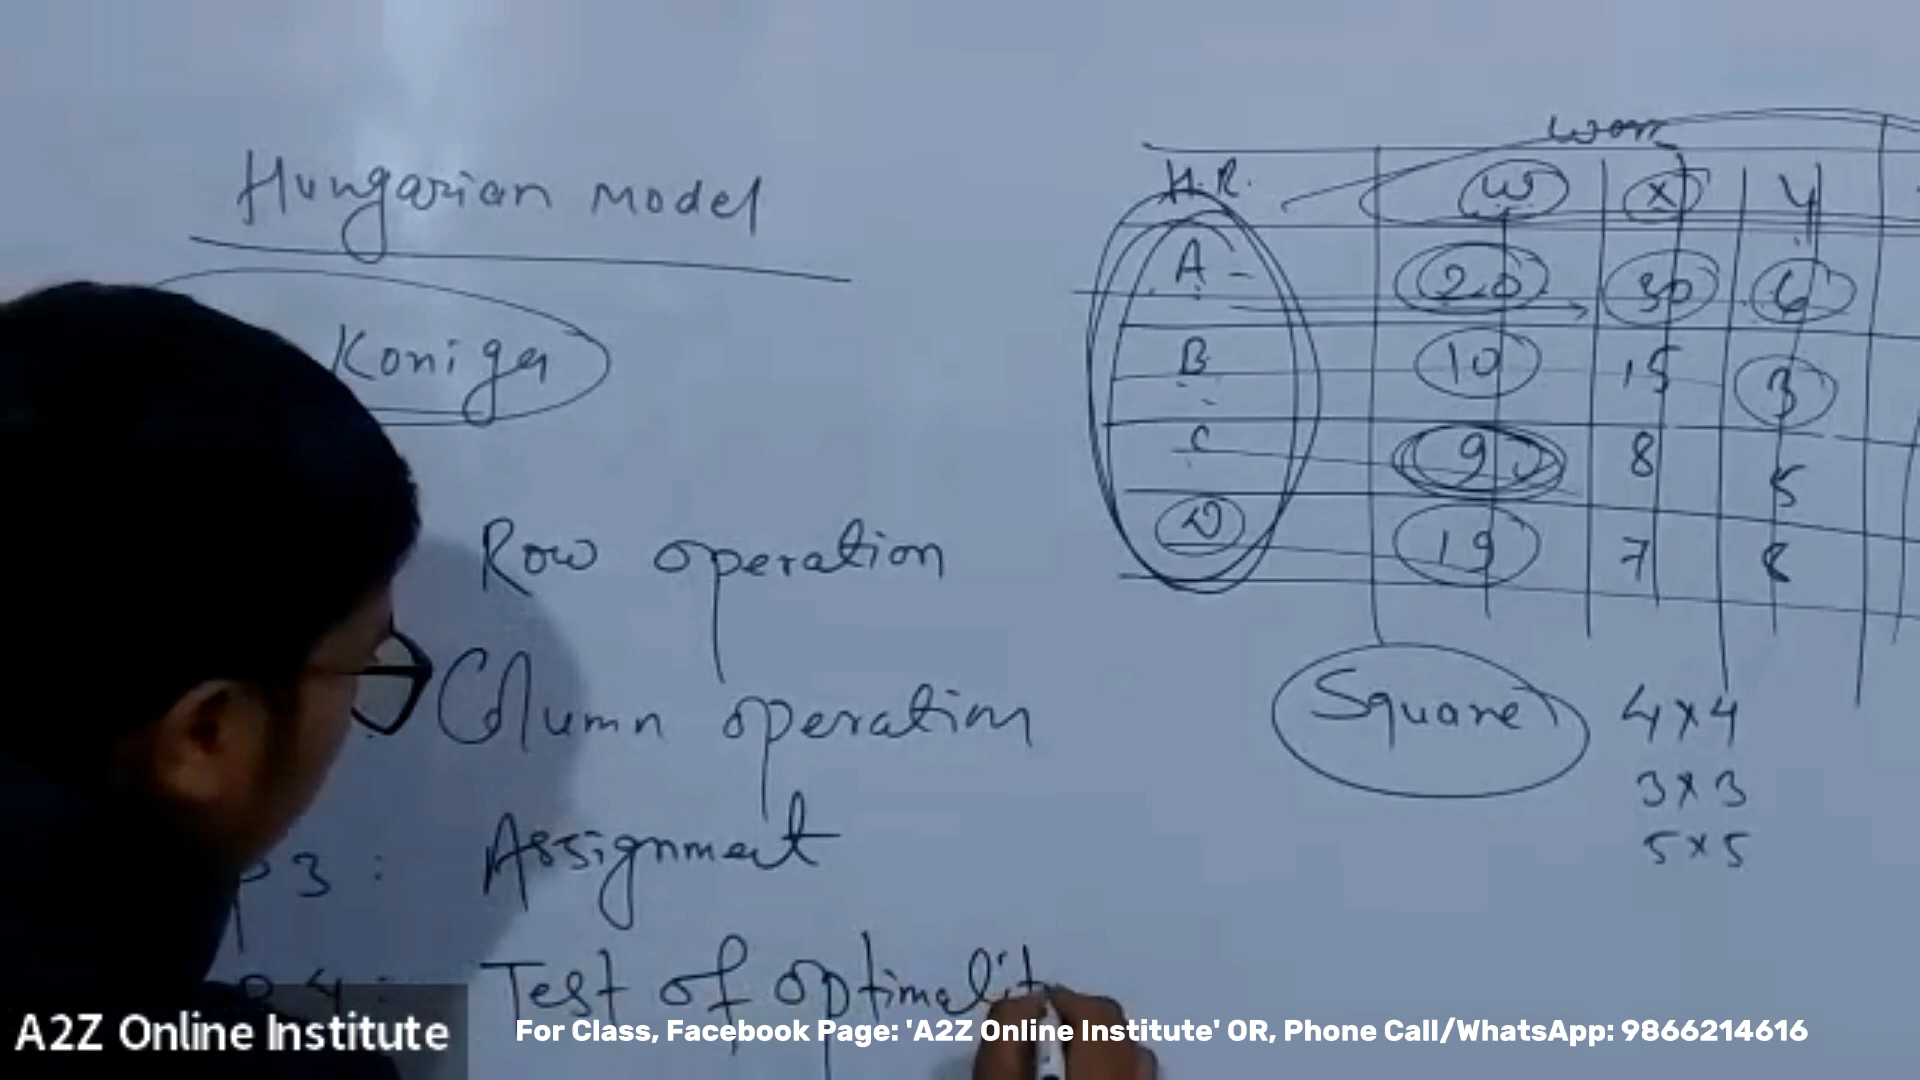 Hungarian Model
Koniga
Row operation
Column operation
3: Assignment
4: Test of optimalit
Work
H.R. W X Y
A 20 30 6
B 10 15 3
C 9 8 5
D 19 7 8
Square 4x4
3x3
5x5
A2Z Online Institute
For Class, Facebook Page: 'A2Z Online Institute' OR, Phone Call/WhatsApp: 9866214616